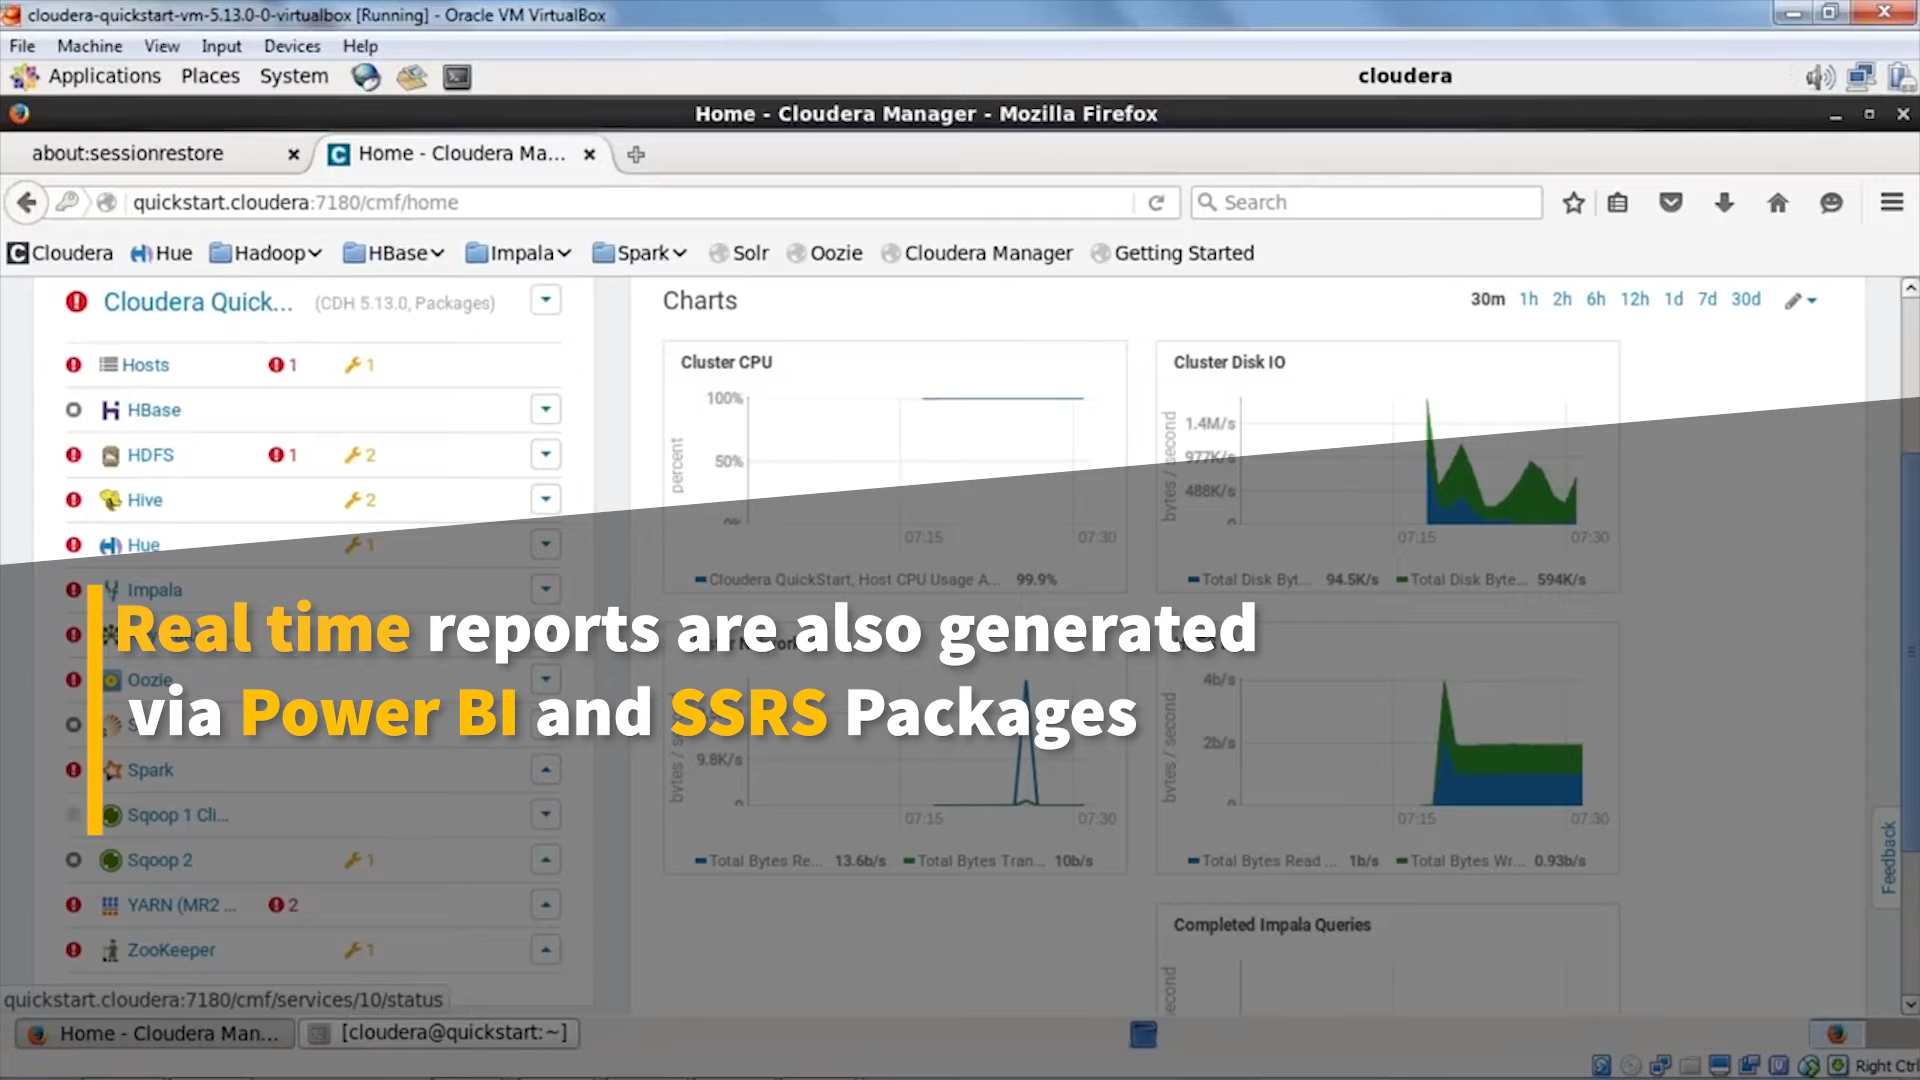 cloudera-quickstart-vm-5.13.0-0-virtualbox [Running] - Oracle VM VirtualBox
File Machine View Input Devices Help
Applications Places System cloudera
Home - Cloudera Manager - Mozilla Firefox
about:sessionrestore Home - Cloudera Ma...
quickstart.cloudera:7180/cmf/home Search
Cloudera Hue Hadoop HBase Impala Spark Solr Oozie Cloudera Manager Getting Started
Cloudera Quick... (CDH 5.13.0, Packages)
Hosts 1 1
HBase
HDFS 1 2
Hive 2
Hue 1
Impala
Oozie
Spark
Sqoop 1 Cli...
Sqoop 2 1
YARN (MR2 ... 2
ZooKeeper 1
Charts 30m 1h 2h 6h 12h 1d 7d 30d
Cluster CPU
percent
100%
50%
0%
07:15 07:30
Cloudera QuickStart, Host CPU Usage A... 99.9%
Cluster Disk IO
bytes / second
1.4M/s
977K/s
488K/s
0
07:15 07:30
Total Disk Byt... 94.5K/s Total Disk Byte... 594K/s
Real time reports are also generated
via Power BI and SSRS Packages
9.8K/s
0
07:15 07:30
Total Bytes Re... 13.6b/s Total Bytes Tran... 10b/s
bytes / second
4b/s
2b/s
0
07:15 07:30
Total Bytes Read ... 1b/s Total Bytes Wr... 0.93b/s
Completed Impala Queries
Feedback
quickstart.cloudera:7180/cmf/services/10/status
Home - Cloudera Man... [cloudera@quickstart:~]
Right Ctrl